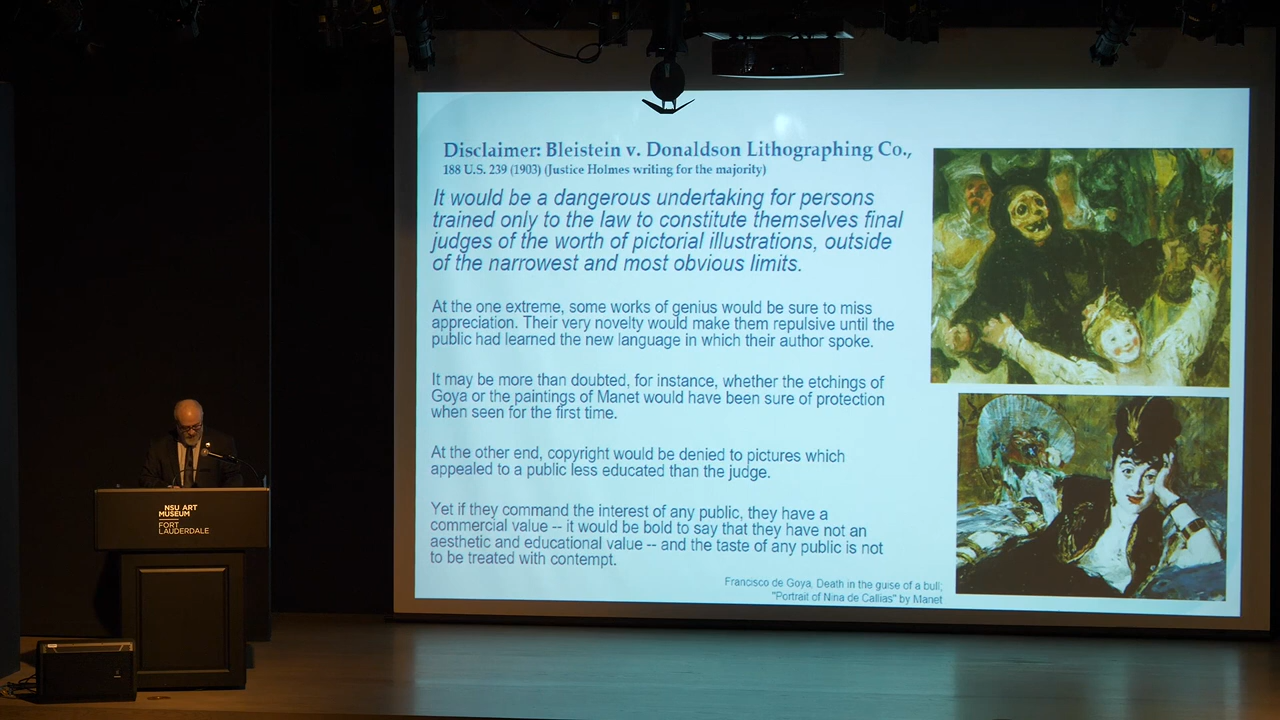 Disclaimer: Bleistein v. Donaldson Lithographing Co.,
188 U.S. 239 (1903) (Justice Holmes writing for the majority)
It would be a dangerous undertaking for persons
trained only to the law to constitute themselves final
judges of the worth of pictorial illustrations, outside
of the narrowest and most obvious limits.
At the one extreme, some works of genius would be sure to miss
appreciation. Their very novelty would make them repulsive until the
public had learned the new language in which their author spoke.
It may be more than doubted, for instance, whether the etchings of
Goya or the paintings of Manet would have been sure of protection
when seen for the first time.
At the other end, copyright would be denied to pictures which
appealed to a public less educated than the judge.
Yet if they command the interest of any public, they have a
commercial value -- it would be bold to say that they have not an
aesthetic and educational value -- and the taste of any public is not
to be treated with contempt.
Francisco de Goya, Death in the guise of a bull;
"Portrait of Nina de Callias" by Manet
NSU ART
MUSEUM
FORT
LAUDERDALE